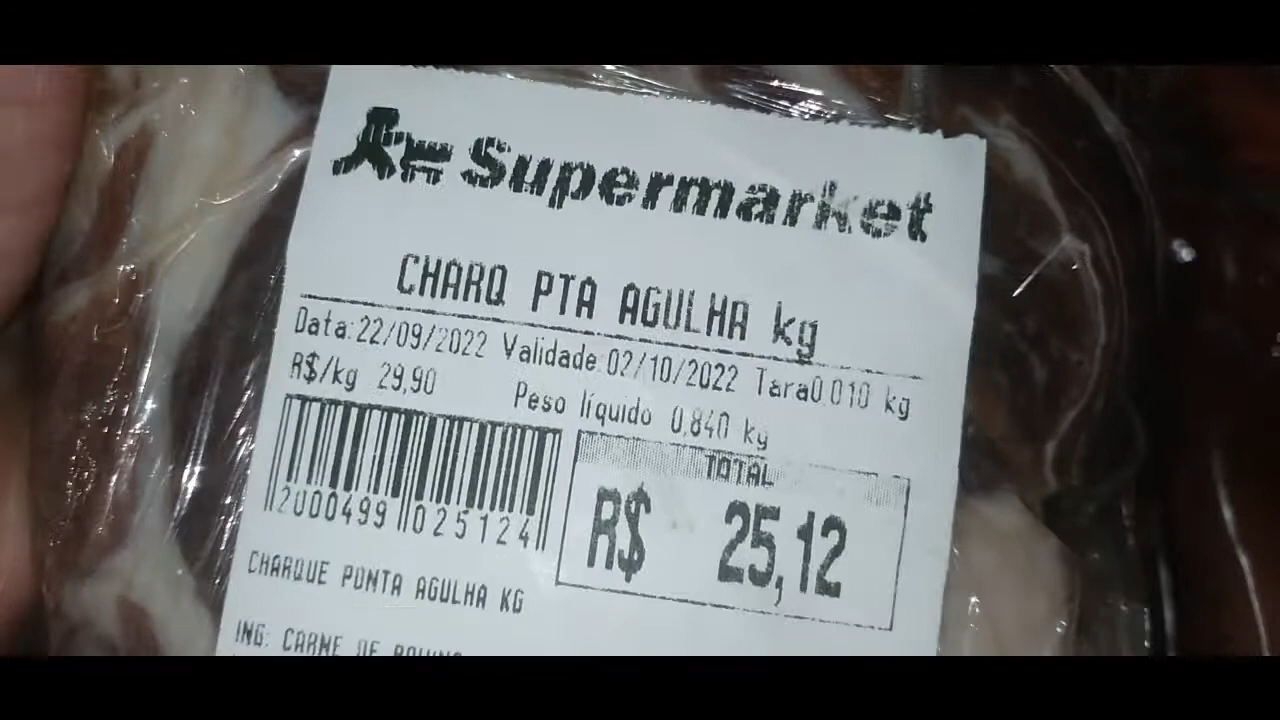 Supermarket
CHARQ PTA AGULHA kg
Data:22/09/2022 Validade:02/10/2022 Tara0,010 kg
R$/kg 29,90 Peso líquido 0,840 kg
TOTAL
R$ 25,12
2000499 025124
CHARQUE PONTA AGULHA KG
ING: CARNE DE